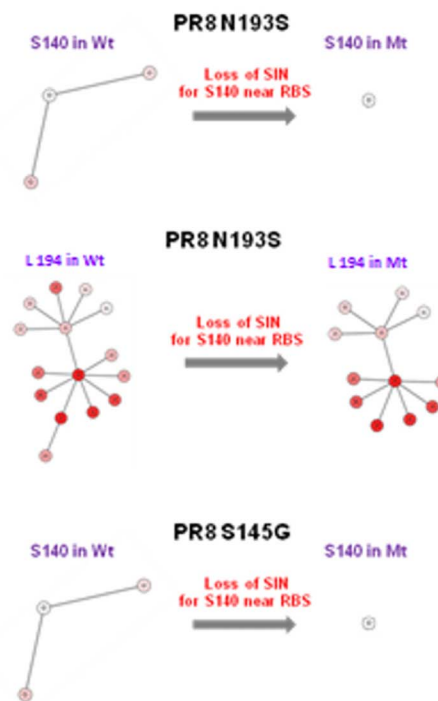 PR8 N193S
S140 in Wt
S140 in Mt
Loss of SIN
for S140 near RBS
PR8 N193S
L194 in Wt
L194 in Mt
Loss of SIN
for S140 near RBS
PR8 S145G
S140 in Wt
S140 in Mt
Loss of SIN
for S140 near RBS